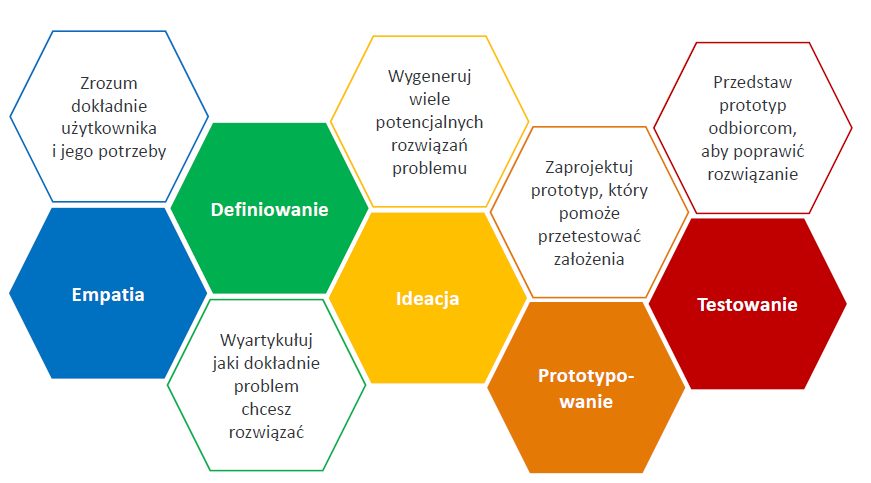 Zrozum
dokładnie
użytkownika
i jego potrzeby
Empatia
Definiowanie
Wyartykułuj
jaki dokładnie
problem
chcesz
rozwiązać
Wygeneruj
wiele
potencjalnych
rozwiązań
problemu
Ideacja
Zaprojektuj
prototyp, który
pomoże
przetestować
założenia
Prototypo-
wanie
Przedstaw
prototyp
odbiorcom,
aby poprawić
rozwiązanie
Testowanie